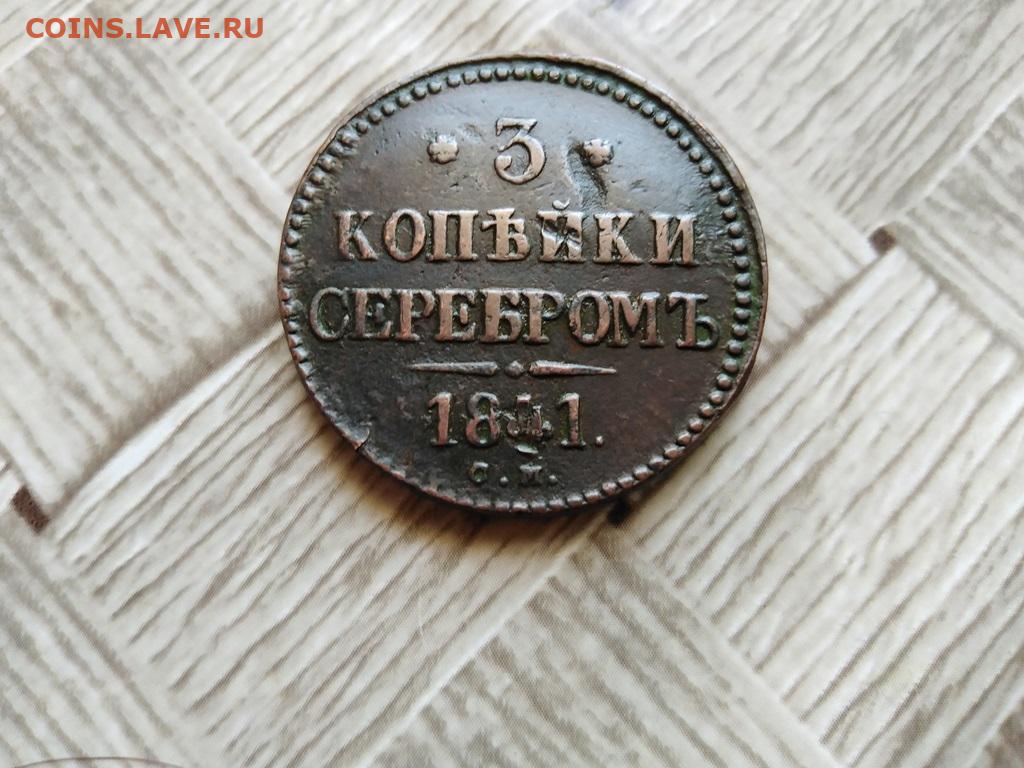 COINS.LAVE.RU
* 3 *
КОПѢЙКИ
СЕРЕБРОМЪ
1841.
С.М.